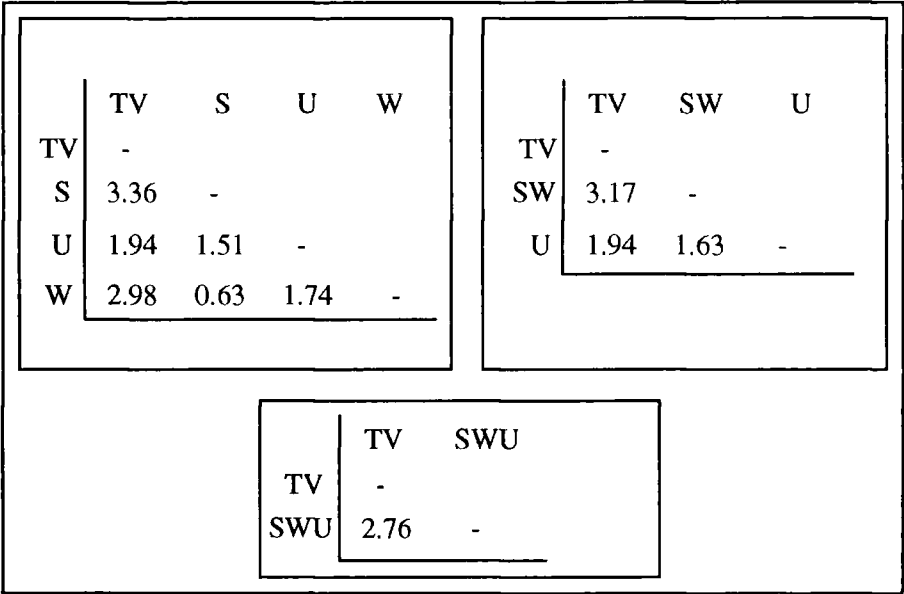 TV S U W
TV -
S 3.36 -
U 1.94 1.51 -
W 2.98 0.63 1.74 -
TV SW U
TV -
SW 3.17 -
U 1.94 1.63 -
TV SWU
TV -
SWU 2.76 -